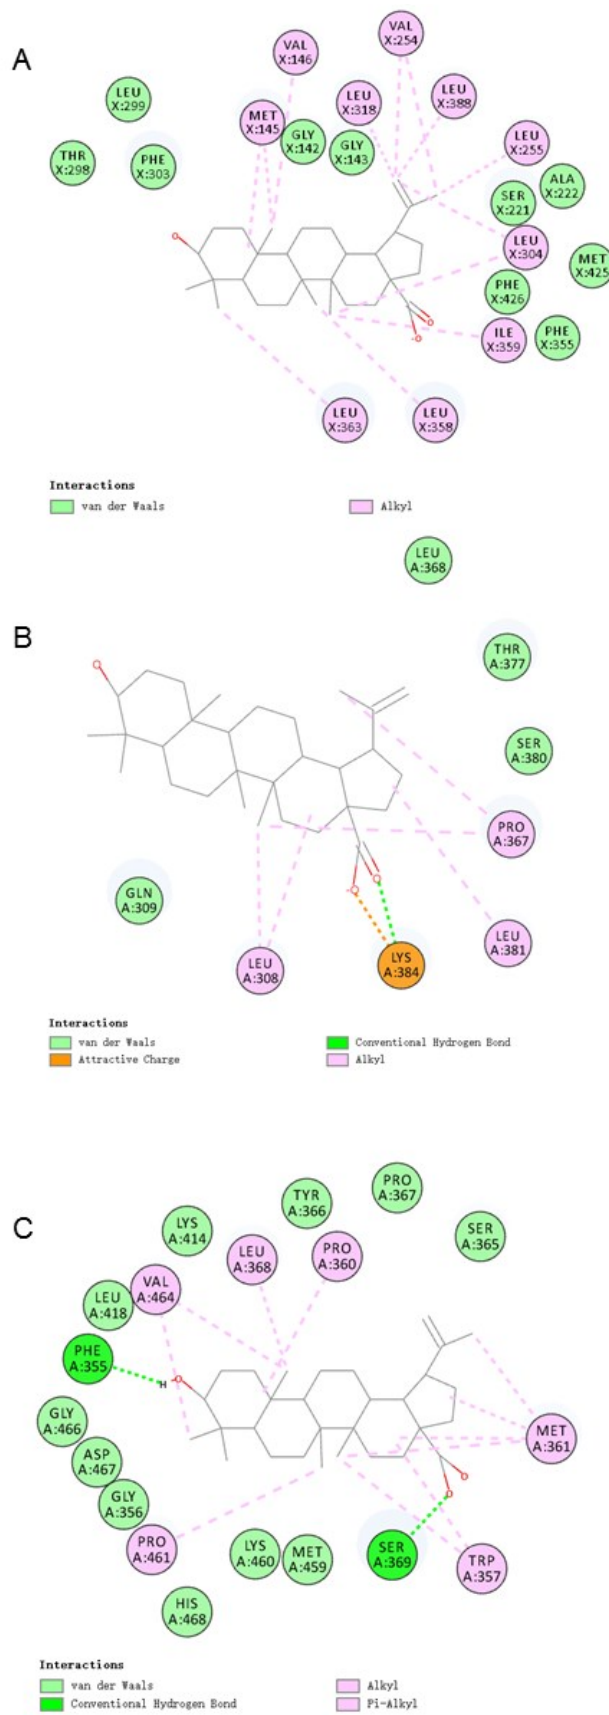 A
VAL
X:146
VAL
X:254
LEU
X:299
MET
X:145
LEU
X:318
LEU
X:388
THR
X:298
PHE
X:303
GLY
X:142
GLY
X:143
LEU
X:255
SER
X:221
ALA
X:222
O
LEU
X:304
MET
X:425
PHE
X:426
O
O-
ILE
X:359
PHE
X:355
LEU
X:363
LEU
X:358
Interactions
van der Waals
Alkyl
LEU
A:368
B
O
THR
A:377
SER
A:380
PRO
A:367
GLN
A:309
-O
O
LEU
A:308
LYS
A:384
LEU
A:381
Interactions
van der Waals
Attractive Charge
Conventional Hydrogen Bond
Alkyl
C
LYS
A:414
TYR
A:366
PRO
A:367
SER
A:365
VAL
A:464
LEU
A:368
PRO
A:360
LEU
A:418
PHE
A:355
H
O
GLY
A:466
MET
A:361
ASP
A:467
O
O
GLY
A:356
PRO
A:461
LYS
A:460
MET
A:459
SER
A:369
TRP
A:357
HIS
A:468
Interactions
van der Waals
Conventional Hydrogen Bond
Alkyl
Pi-Alkyl